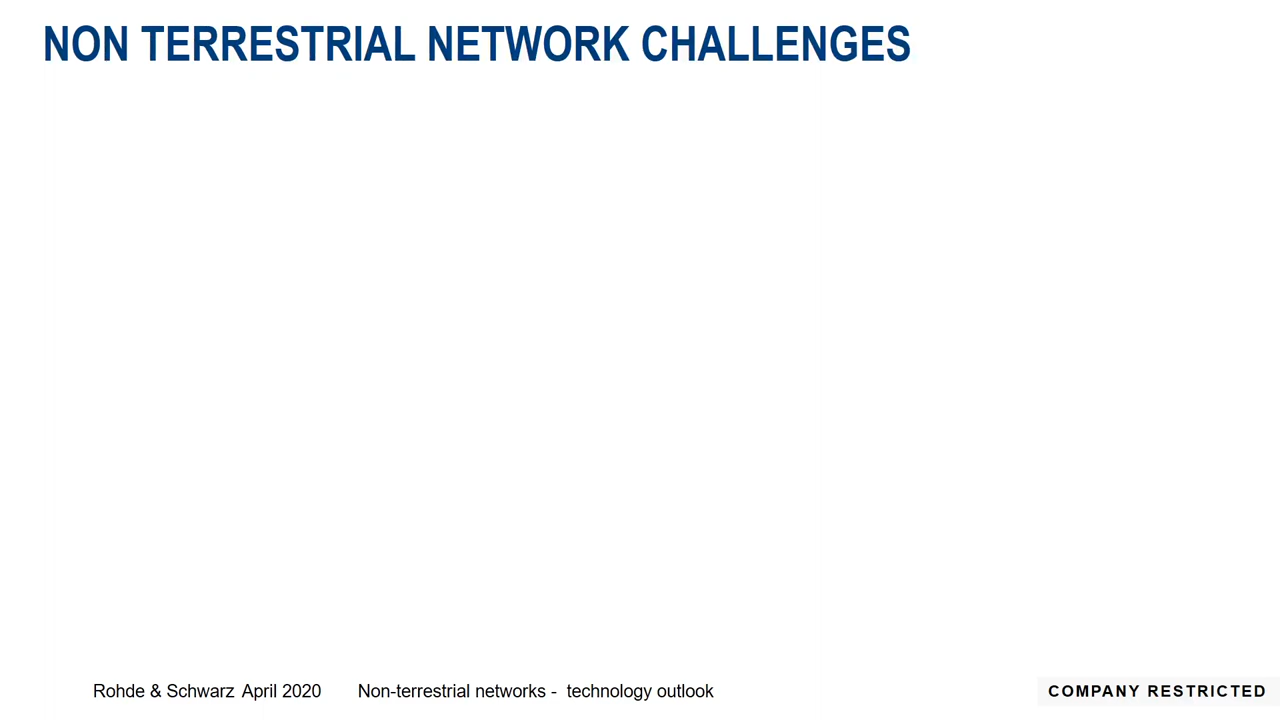 NON TERRESTRIAL NETWORK CHALLENGES
Rohde & Schwarz April 2020 Non-terrestrial networks - technology outlook COMPANY RESTRICTED